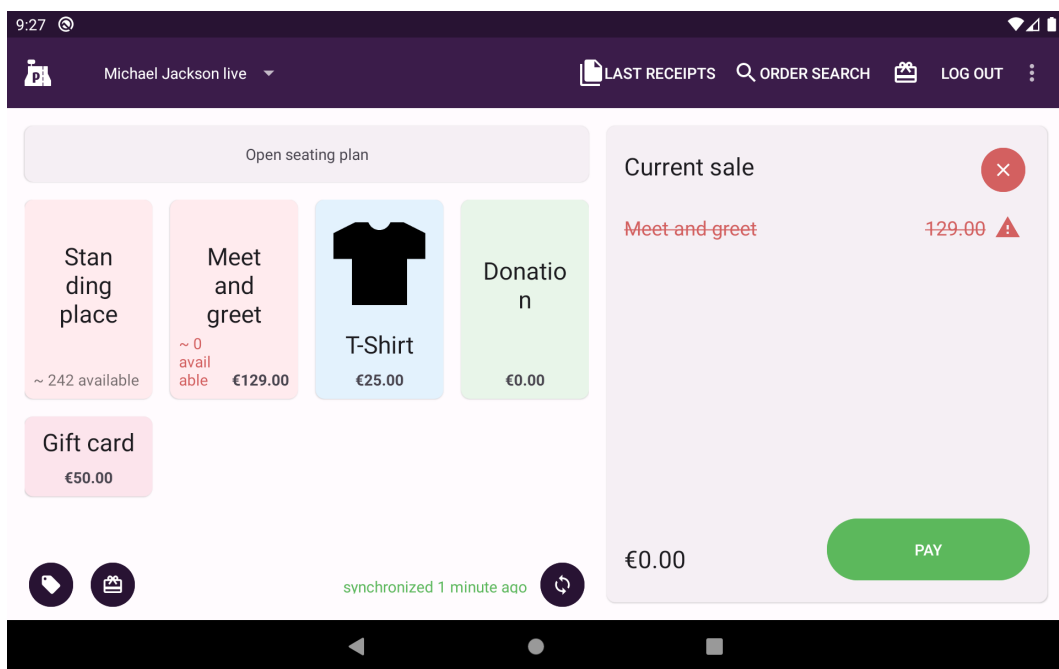 9:27
Michael Jackson live
LAST RECEIPTS
ORDER SEARCH
LOG OUT
Open seating plan
Stan
ding
place
~ 242 available
Meet
and
greet
~ 0
avail
able
€129.00
T-Shirt
€25.00
Donatio
n
€0.00
Gift card
€50.00
synchronized 1 minute ago
Current sale
Meet and greet 129.00
€0.00
PAY